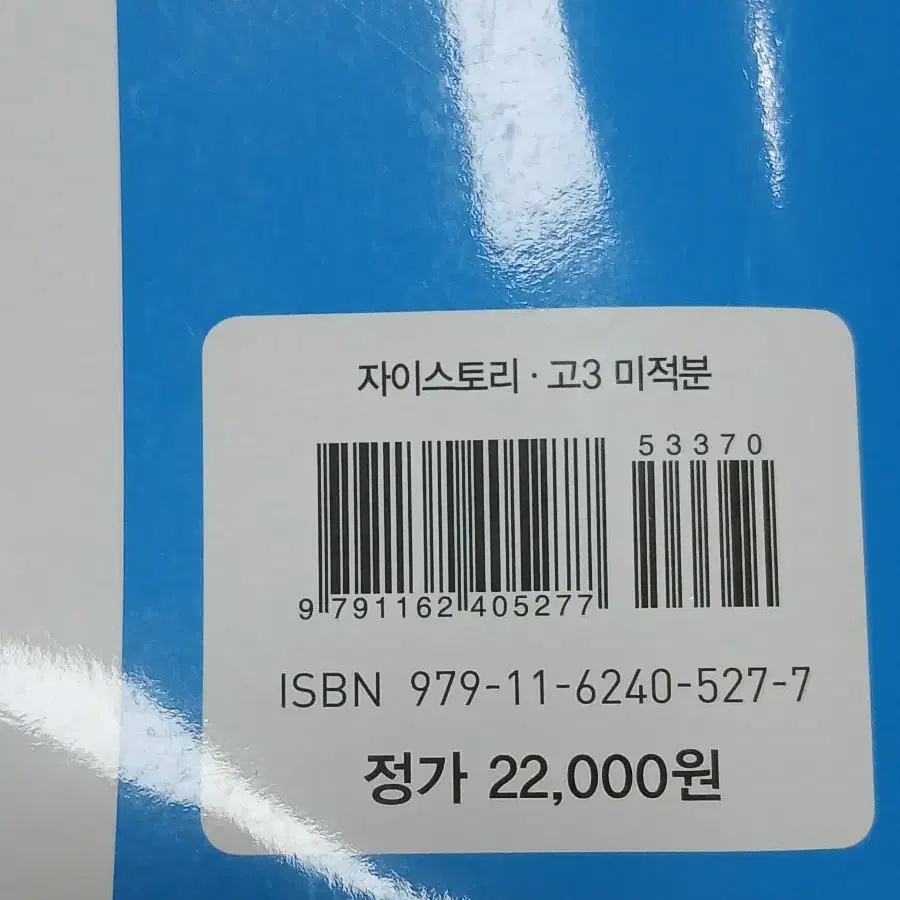 자이스토리 · 고3 미적분
53370
9 791162 405277
ISBN 979-11-6240-527-7
정가 22,000원